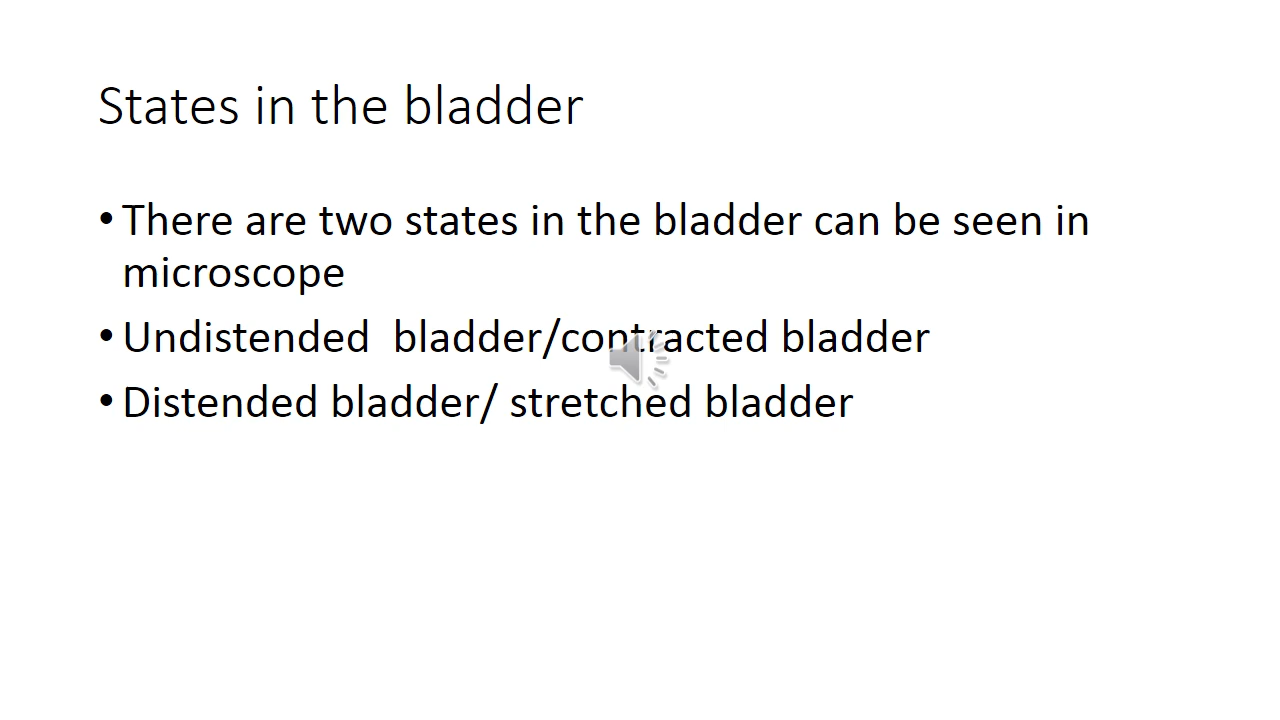 States in the bladder
• There are two states in the bladder can be seen in
microscope
• Undistended  bladder/contracted bladder
• Distended bladder/ stretched bladder